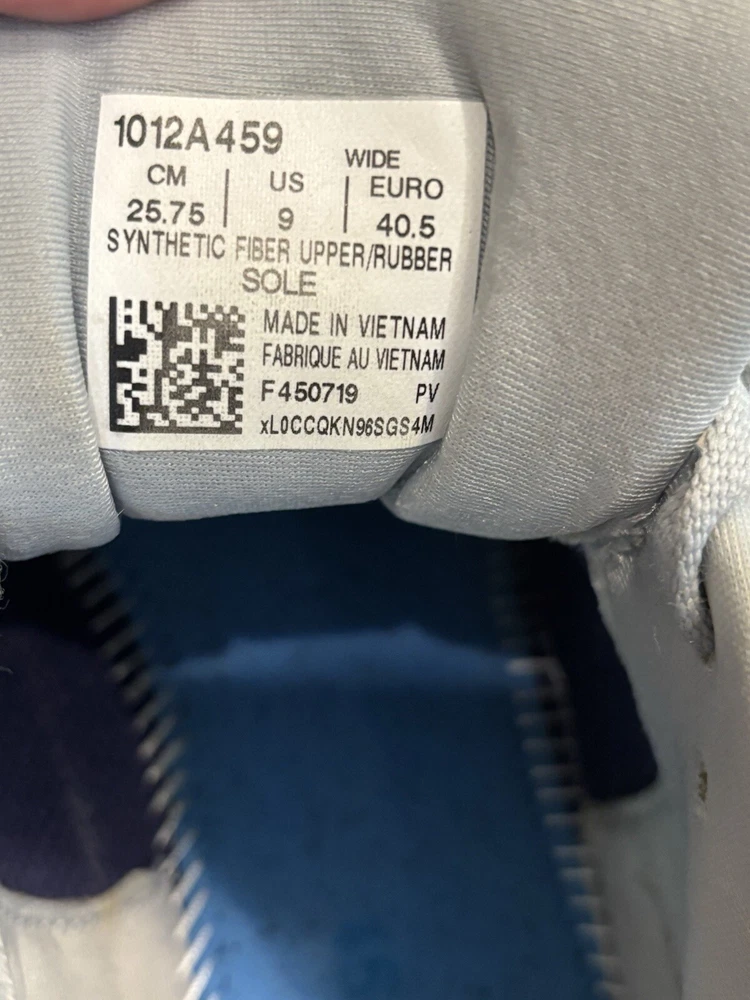 1012A459
WIDE
CM | US | EURO
25.75 | 9 | 40.5
SYNTHETIC FIBER UPPER/RUBBER
SOLE
MADE IN VIETNAM
FABRIQUE AU VIETNAM
F450719 PV
xL0CCQKN96SGS4M